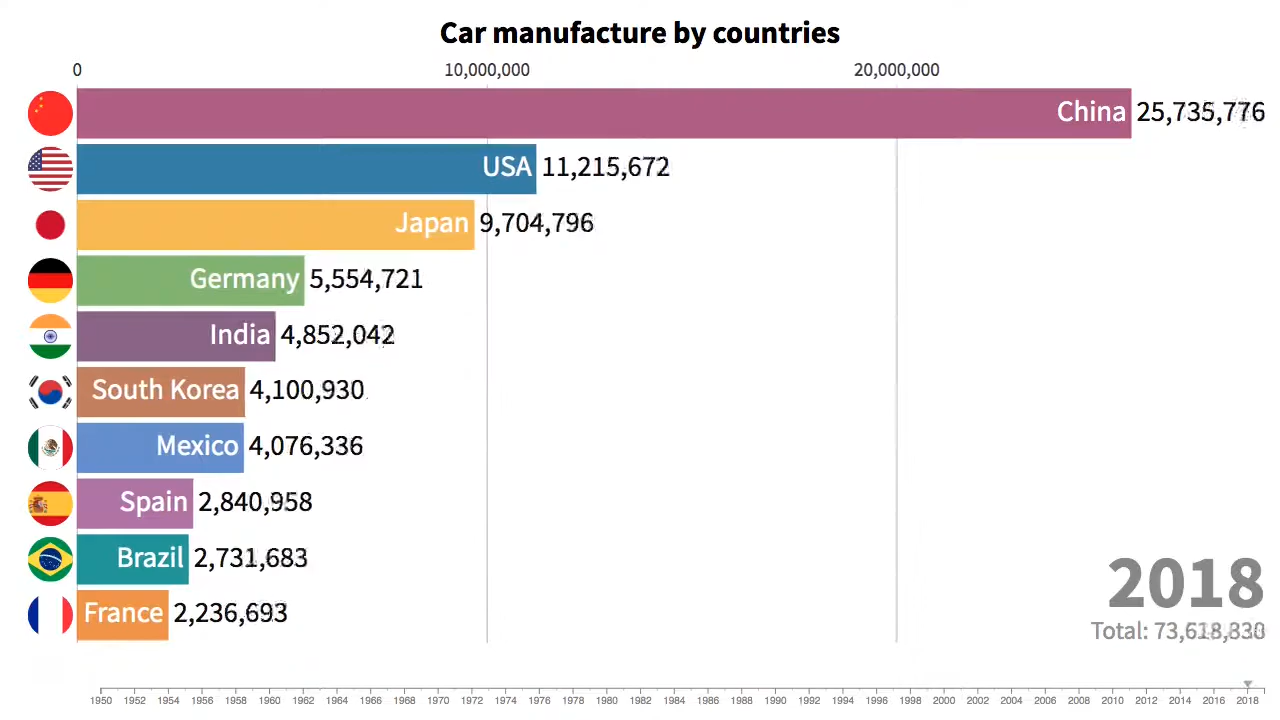 Car manufacture by countries
0 10,000,000 20,000,000
China 25,735,776
USA 11,215,672
Japan 9,704,796
Germany 5,554,721
India 4,852,042
South Korea 4,100,930
Mexico 4,076,336
Spain 2,840,958
Brazil 2,731,683
France 2,236,693
2018
Total: 73,618,330
1950 1952 1954 1956 1958 1960 1962 1964 1966 1968 1970 1972 1974 1976 1978 1980 1982 1984 1986 1988 1990 1992 1994 1996 1998 2000 2002 2004 2006 2008 2010 2012 2014 2016 2018